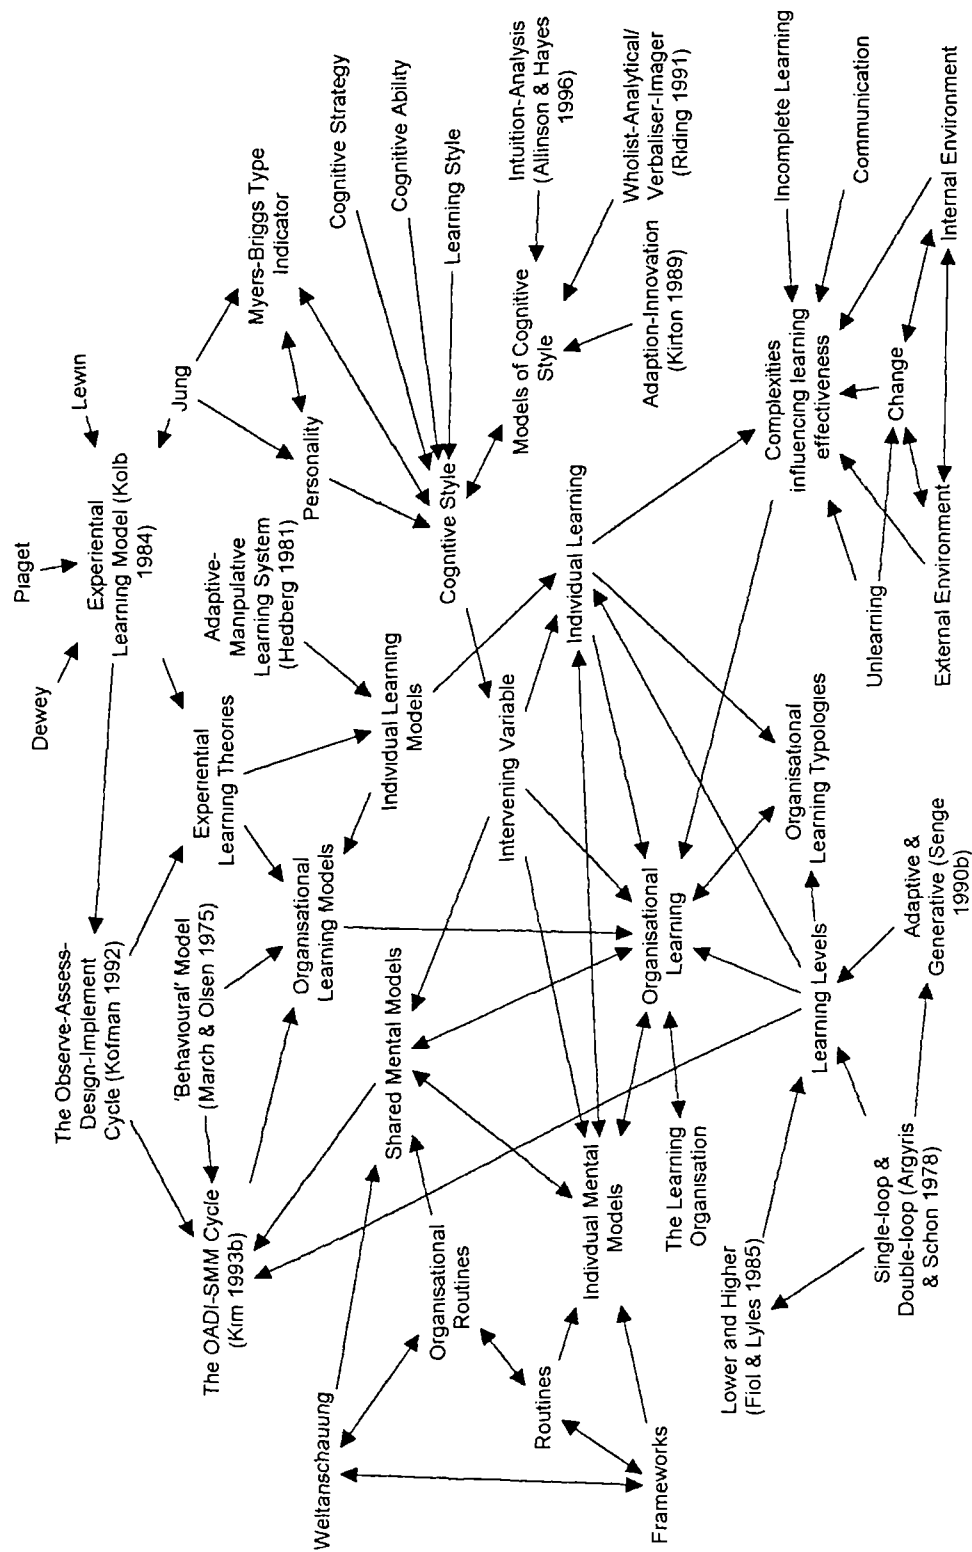 Dewey
Piaget
Lewin
Experiential
Learning Model (Kolb
1984)
Jung
Myers-Briggs Type
Indicator
The Observe-Assess-
Design-Implement
Cycle (Kofman 1992)
Experiential
Learning Theories
Adaptive-
Manipulative
Learning System
(Hedberg 1981)
Personality
Cognitive Strategy
Cognitive Ability
Learning Style
'Behavioural' Model
(March & Olsen 1975)
The OADI-SMM Cycle
(Kim 1993b)
Organisational
Learning Models
Individual Learning
Models
Cognitive Style
Models of Cognitive
Style
Intuition-Analysis
(Allinson & Hayes
1996)
Wholist-Analytical/
Verbaliser-Imager
(Riding 1991)
Adaption-Innovation
(Kirton 1989)
Weltanschauung
Shared Mental Models
Intervening Variable
Organisational
Routines
Individual Learning
Routines
Indivdual Mental
Models
Organisational
Learning
Frameworks
The Learning
Organisation
Complexities
influencing learning
effectiveness
Incomplete Learning
Communication
Lower and Higher
(Fiol & Lyles 1985)
Learning Levels
Organisational
Learning Typologies
Unlearning
Change
Single-loop &
Double-loop (Argyris
& Schon 1978)
Adaptive &
Generative (Senge
1990b)
External Environment
Internal Environment